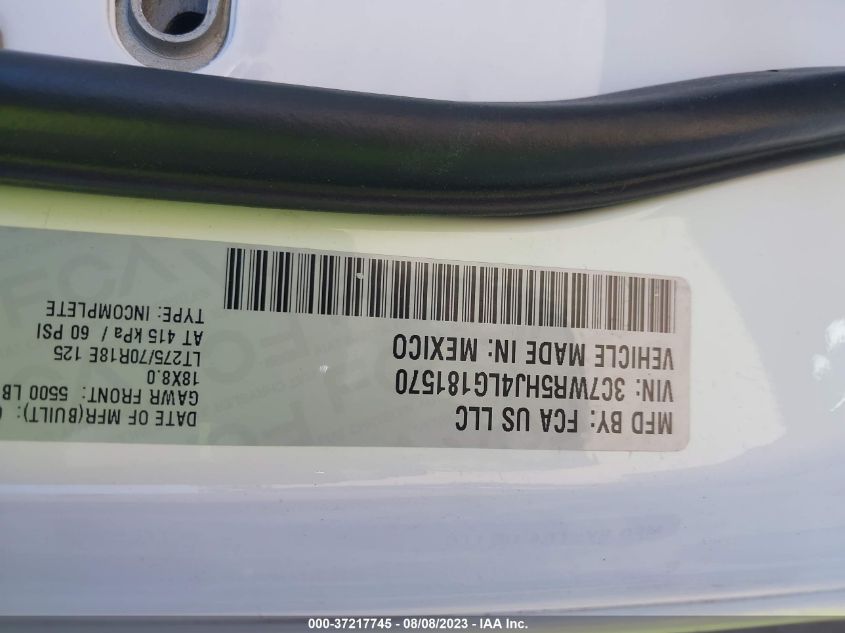 MFD BY: FCA US LLC
VIN: 3C7WR5HJ4LG181570
VEHICLE MADE IN: MEXICO
DATE OF MFR(BUILT):
GAWR FRONT: 5500 LB
18X8.0
LT275/70R18E 125
AT 415 kPa / 60 PSI
TYPE: INCOMPLETE
000-37217745 - 08/08/2023 - IAA Inc.